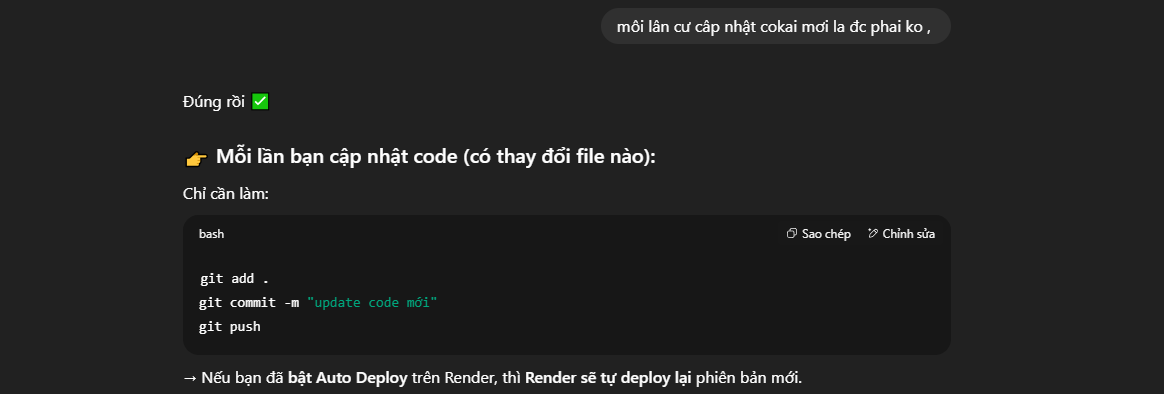 môi lân cư câp nhật cokai mơi la đc phai ko ,
Đúng rồi ✅
👉 Mỗi lần bạn cập nhật code (có thay đổi file nào):
Chỉ cần làm:
bash
Sao chép
Chỉnh sửa
git add .
git commit -m "update code mới"
git push
→ Nếu bạn đã bật Auto Deploy trên Render, thì Render sẽ tự deploy lại phiên bản mới.